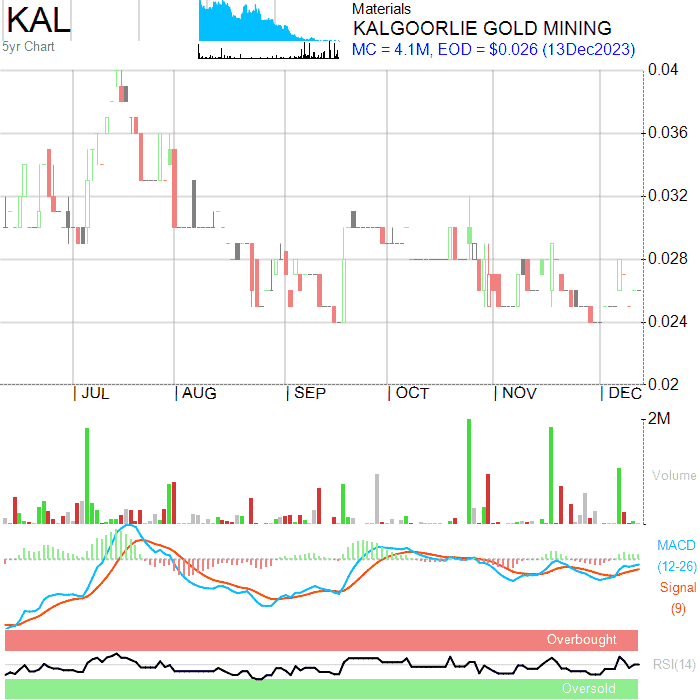 KAL
5yr Chart
Materials
KALGOORLIE GOLD MINING
MC = 4.1M, EOD = $0.026 (13Dec2023)
0.04
0.036
0.032
0.028
0.024
0.02
JUL AUG SEP OCT NOV DEC
2M
Volume
MACD
(12-26)
Signal
(9)
Overbought
RSI(14)
Oversold